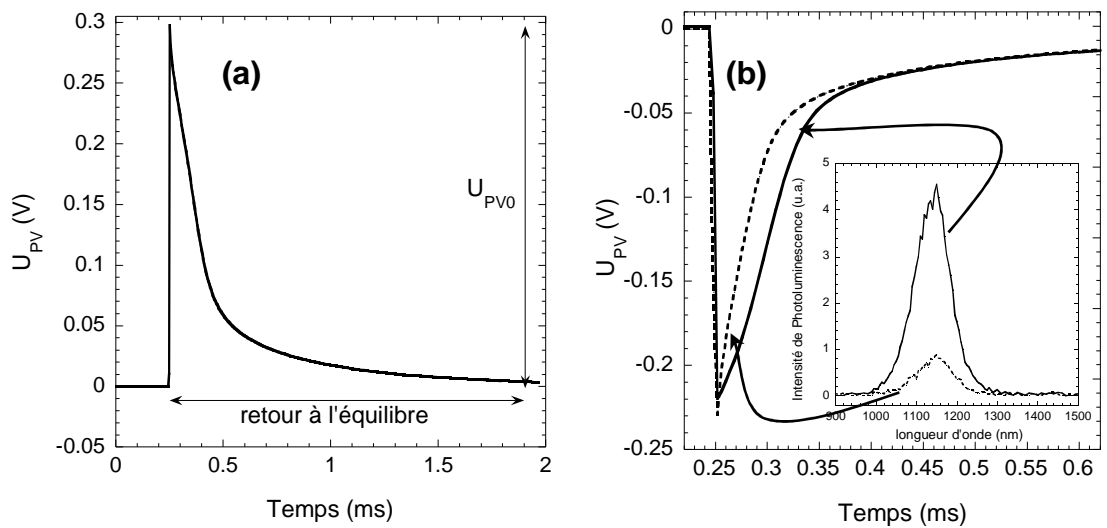 (a)
U_PV (V)
0.3
0.25
0.2
0.15
0.1
0.05
0
-0.05
U_PV0
retour à l'équilibre
0 0.5 1 1.5 2
Temps (ms)
(b)
U_PV (V)
0
-0.05
-0.1
-0.15
-0.2
-0.25
0.25 0.3 0.35 0.4 0.45 0.5 0.55 0.6
Temps (ms)
Intensité de Photoluminescence (u.a.)
5
4
3
2
1
0
900 1000 1100 1200 1300 1400 1500
longueur d'onde (nm)